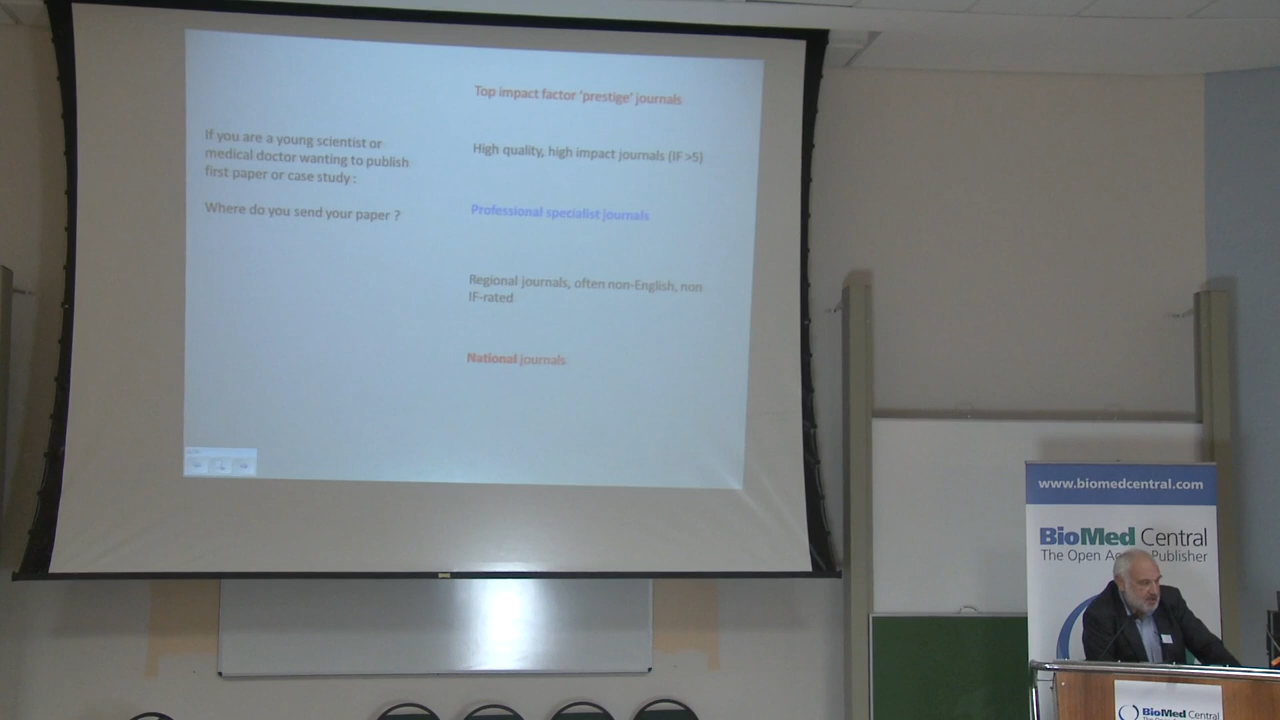 If you are a young scientist or
medical doctor wanting to publish
first paper or case study :
Where do you send your paper ?
Top impact factor ‘prestige’ journals
High quality, high impact journals (IF >5)
Professional specialist journals
Regional journals, often non-English, non
IF-rated
National journals
www.biomedcentral.com
BioMed Central
The Open Publisher
BioMed Central